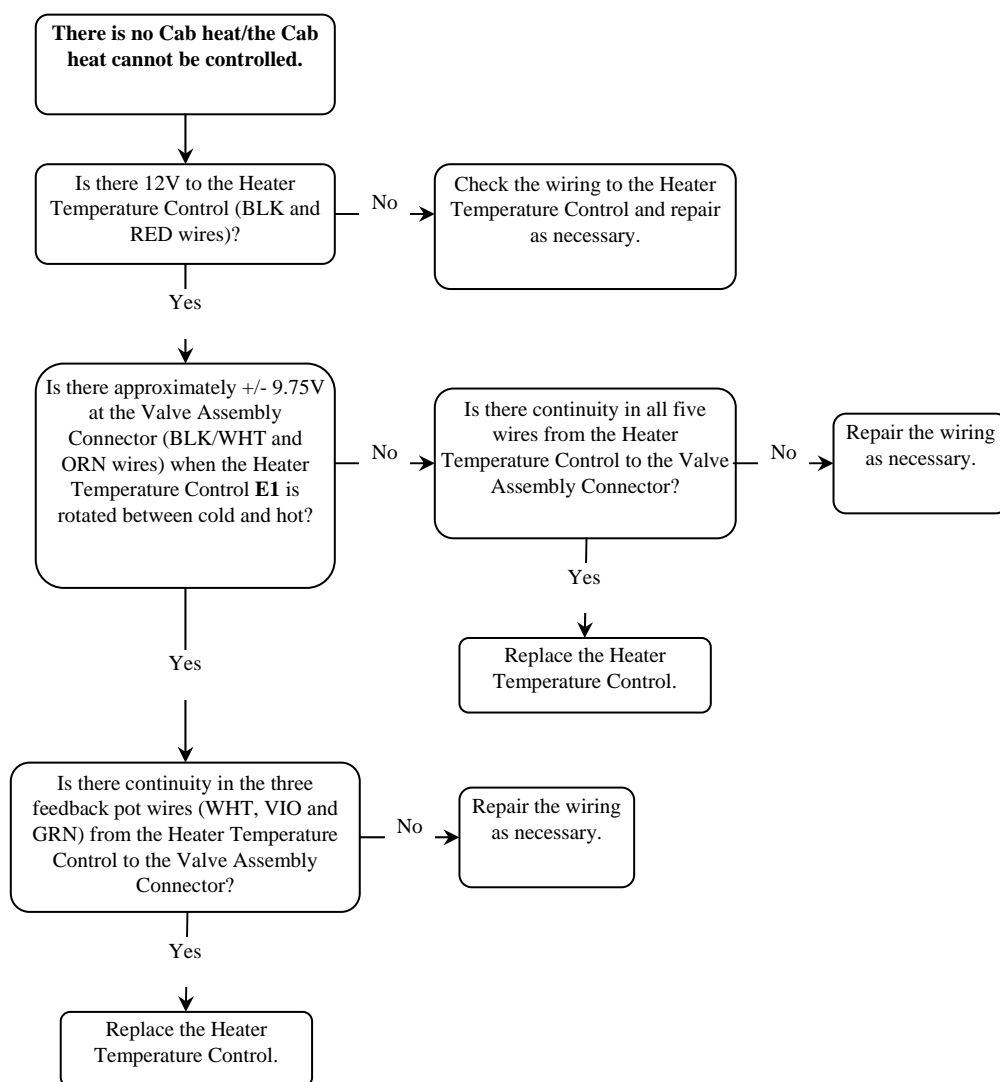 There is no Cab heat/the Cab
heat cannot be controlled.
Is there 12V to the Heater
Temperature Control (BLK and
RED wires)?
No
Check the wiring to the Heater
Temperature Control and repair
as necessary.
Yes
Is there approximately +/- 9.75V
at the Valve Assembly
Connector (BLK/WHT and
ORN wires) when the Heater
Temperature Control E1 is
rotated between cold and hot?
No
Is there continuity in all five
wires from the Heater
Temperature Control to the Valve
Assembly Connector?
No
Repair the wiring
as necessary.
Yes
Replace the Heater
Temperature Control.
Yes
Is there continuity in the three
feedback pot wires (WHT, VIO and
GRN) from the Heater Temperature
Control to the Valve Assembly
Connector?
No
Repair the wiring
as necessary.
Yes
Replace the Heater
Temperature Control.